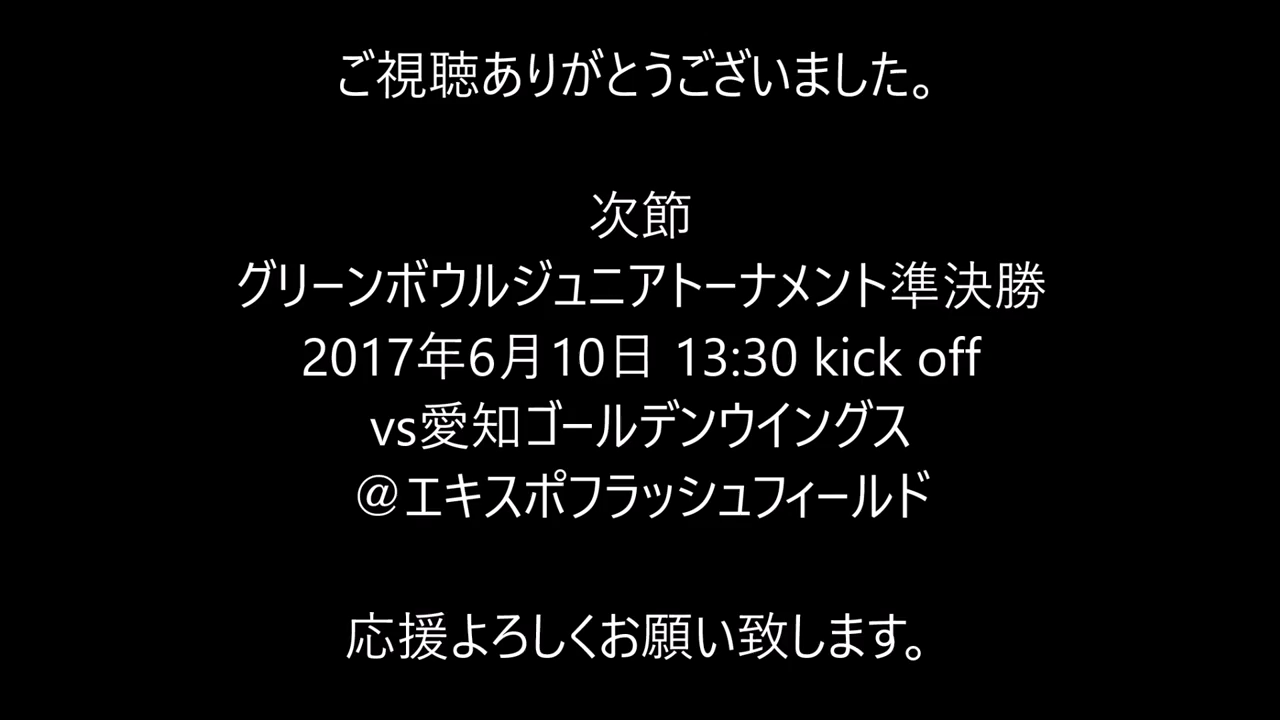 ご視聴ありがとうございました。
次節
グリーンボウルジュニアトーナメント準決勝
2017年6月10日 13:30 kick off
vs愛知ゴールデンウイングス
＠エキスポフラッシュフィールド
応援よろしくお願い致します。